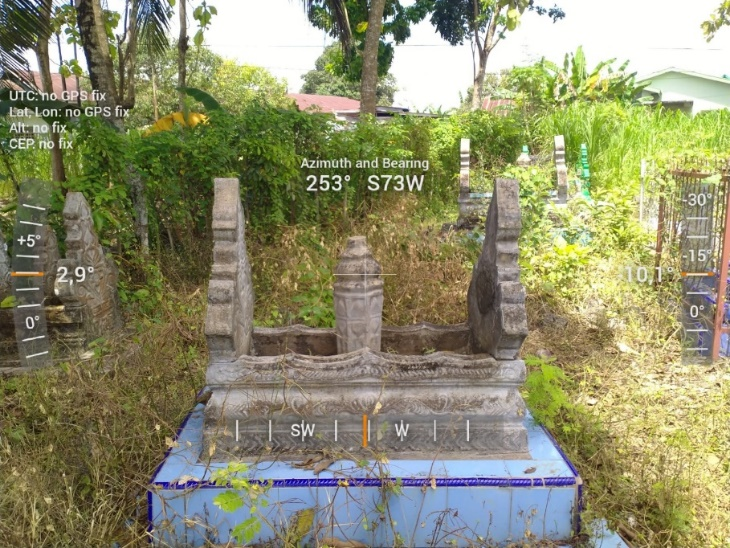 UTC: no GPS fix
Lat, Lon: no GPS fix
Alt: no fix
CEP: no fix
Azimuth and Bearing
253° S73W
+5°
2,9°
0°
-30°
-15°
-10,1°
0°
SW W